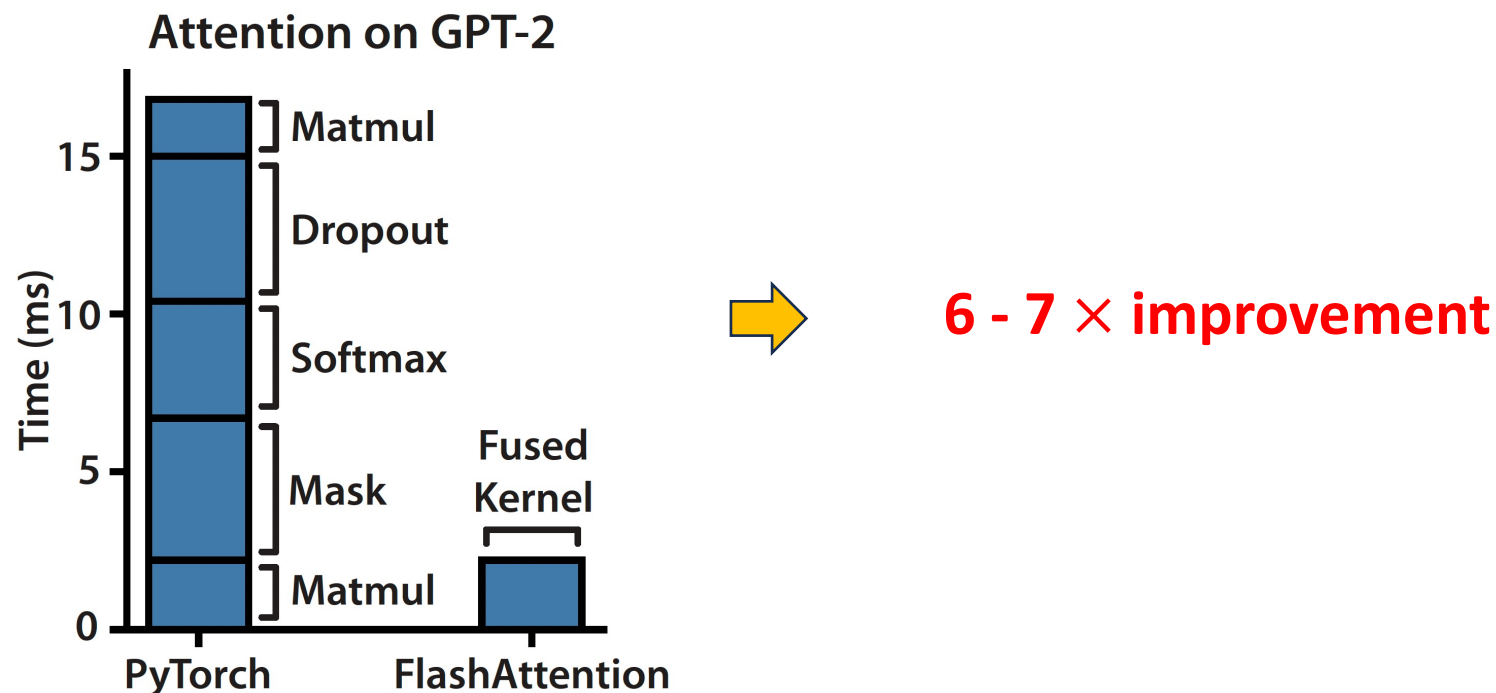 Attention on GPT-2
Time (ms)
15
10
5
0
Matmul
Dropout
Softmax
Mask
Matmul
Fused
Kernel
PyTorch
FlashAttention
6 - 7 × improvement